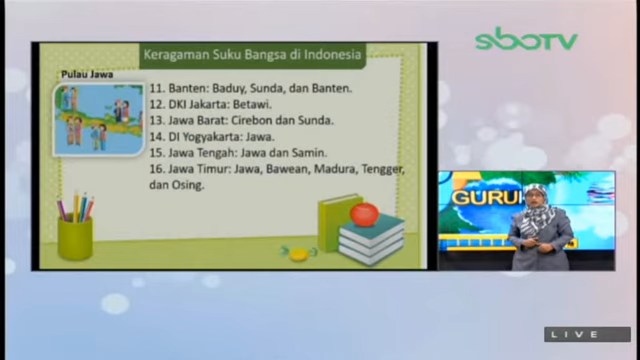 sboTV
Keragaman Suku Bangsa di Indonesia
Pulau Jawa
11. Banten: Baduy, Sunda, dan Banten.
12. DKI Jakarta: Betawi.
13. Jawa Barat: Cirebon dan Sunda.
14. DI Yogyakarta: Jawa.
15. Jawa Tengah: Jawa dan Samin.
16. Jawa Timur: Jawa, Bawean, Madura, Tengger,
dan Osing.
GURU
LIVE